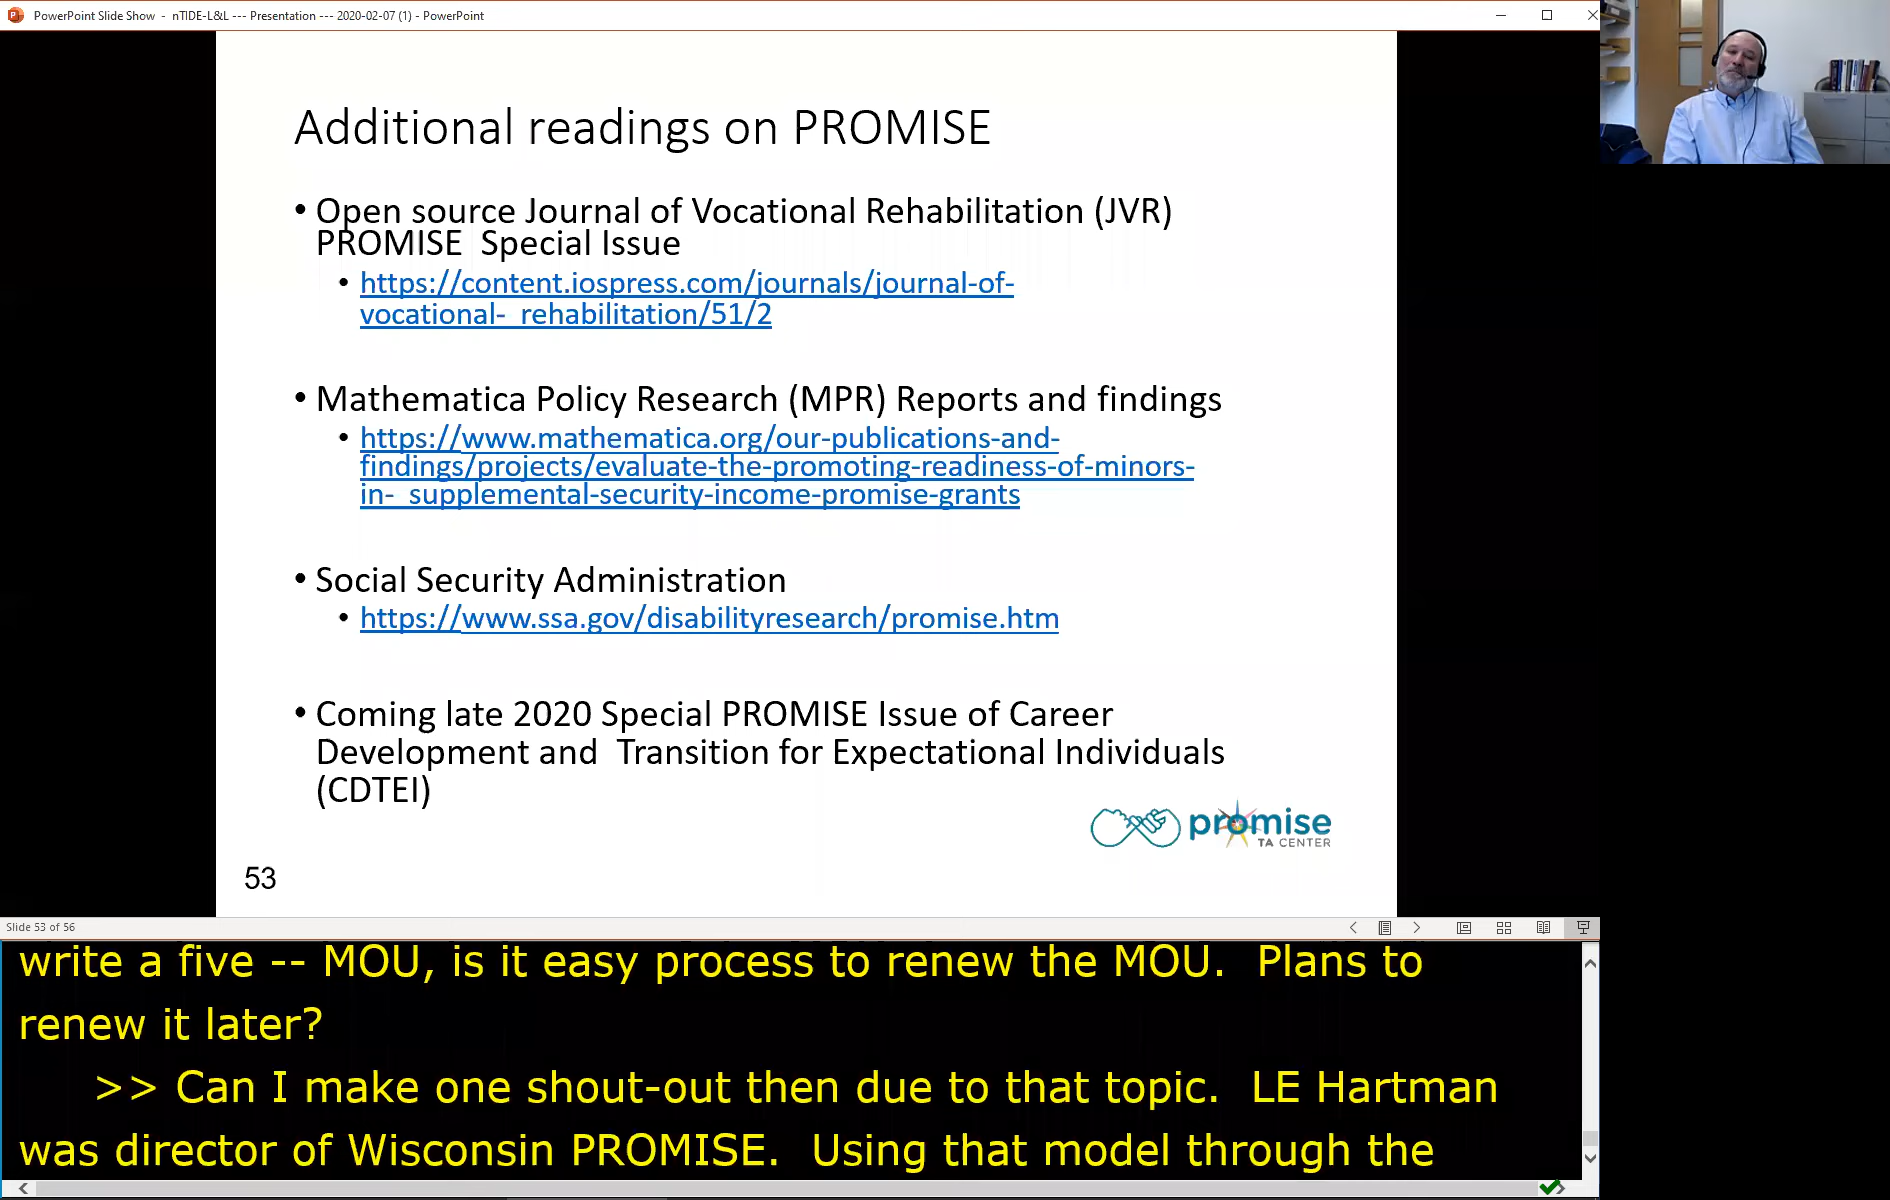 PowerPoint Slide Show - nTIDE-L&L --- Presentation --- 2020-02-07 (1) - PowerPoint
Additional readings on PROMISE
• Open source Journal of Vocational Rehabilitation (JVR)
PROMISE Special Issue
• https://content.iospress.com/journals/journal-of-
vocational- rehabilitation/51/2
• Mathematica Policy Research (MPR) Reports and findings
• https://www.mathematica.org/our-publications-and-
findings/projects/evaluate-the-promoting-readiness-of-minors-
in- supplemental-security-income-promise-grants
• Social Security Administration
• https://www.ssa.gov/disabilityresearch/promise.htm
• Coming late 2020 Special PROMISE Issue of Career
Development and Transition for Expectational Individuals
(CDTEI)
promise
TA CENTER
53
Slide 53 of 56
write a five -- MOU, is it easy process to renew the MOU. Plans to
renew it later?
>> Can I make one shout-out then due to that topic. LE Hartman
was director of Wisconsin PROMISE. Using that model through the